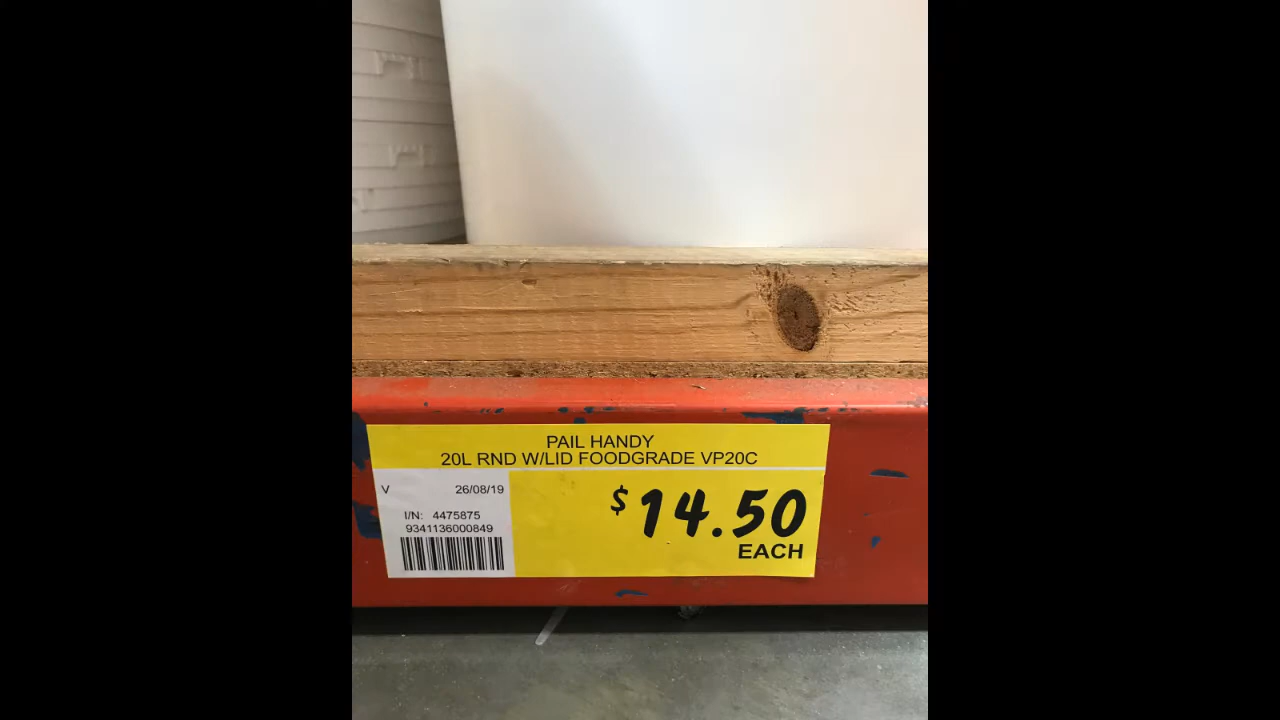 PAIL HANDY
20L RND W/LID FOODGRADE VP20C
V 26/08/19
I/N: 4475875
9341136000849
$14.50
EACH